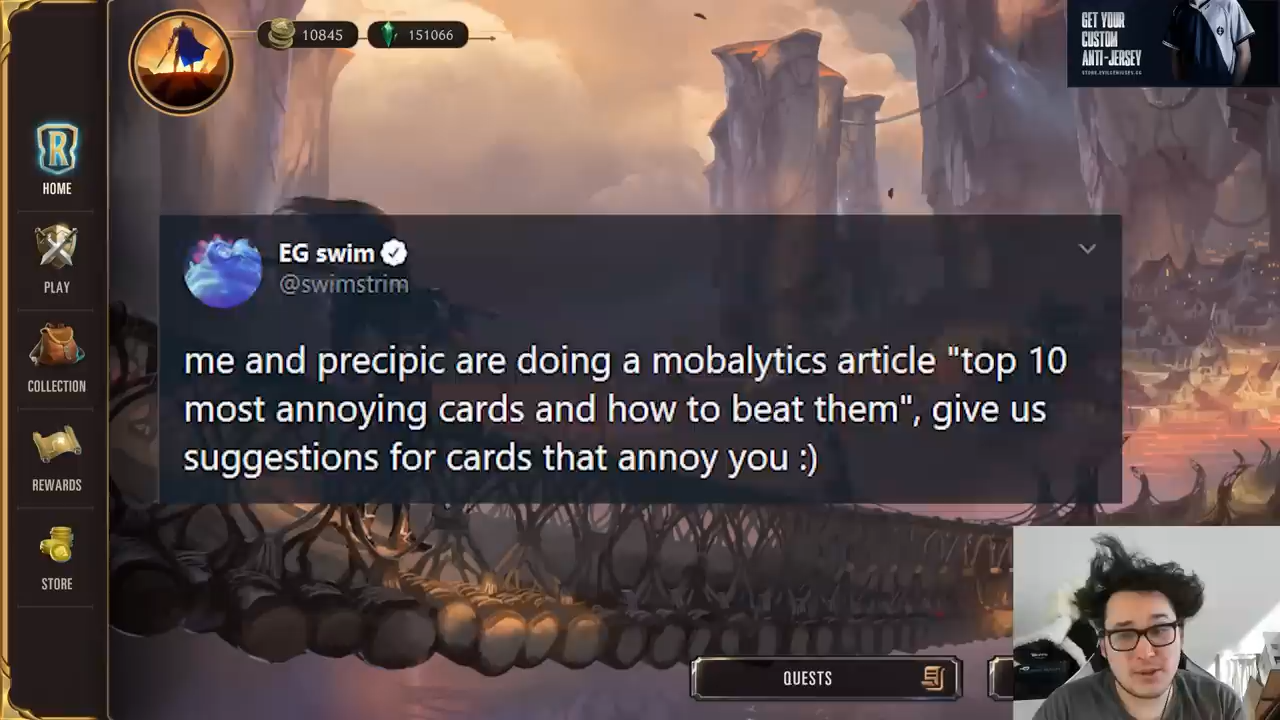 10845
151066
GET YOUR
CUSTOM
ANTI-JERSEY
HOME
PLAY
COLLECTION
REWARDS
STORE
EG swim
@swimstrim
me and precipic are doing a mobalytics article "top 10
most annoying cards and how to beat them", give us
suggestions for cards that annoy you :)
QUESTS